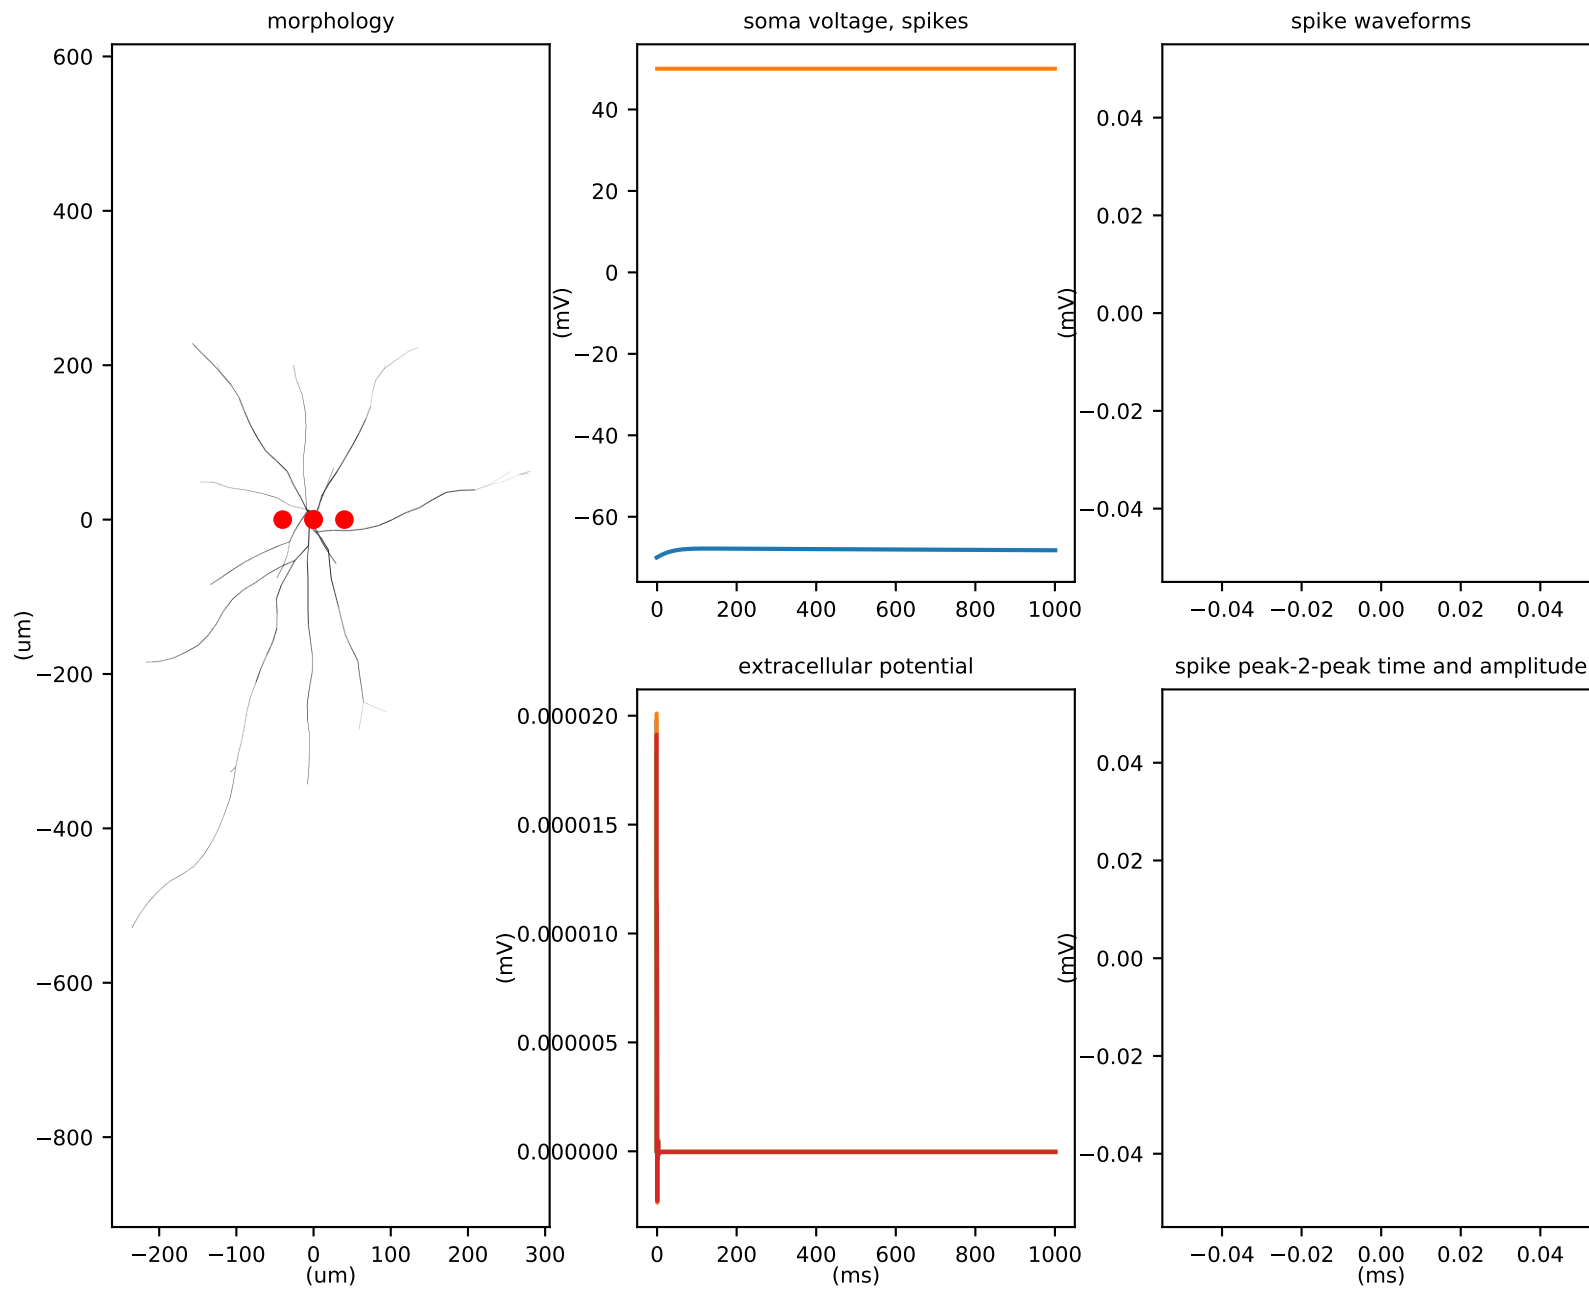 morphology
600
400
200
0
−200
−400
−600
−800
(um)
−200 −100 0 100 200 300
(um)
soma voltage, spikes
40
20
0
−20
−40
−60
(mV)
0 200 400 600 800 1000
spike waveforms
0.04
0.02
0.00
−0.02
−0.04
(mV)
−0.04 −0.02 0.00 0.02 0.04
extracellular potential
0.000020
0.000015
0.000010
0.000005
0.000000
(mV)
0 200 400 600 800 1000
(ms)
spike peak-2-peak time and amplitude
0.04
0.02
0.00
−0.02
−0.04
(mV)
−0.04 −0.02 0.00 0.02 0.04
(ms)